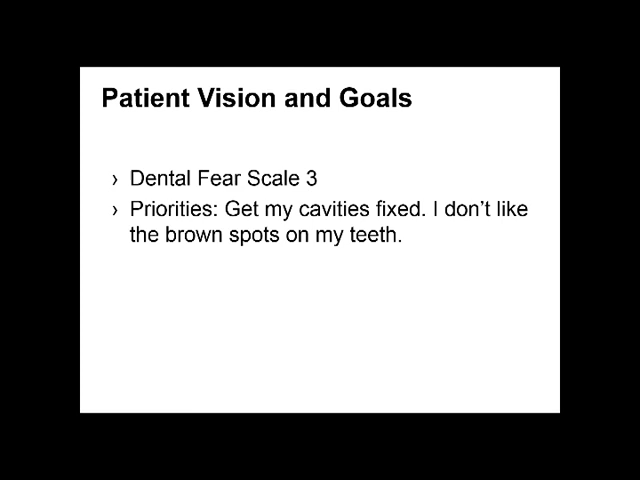 Patient Vision and Goals
› Dental Fear Scale 3
› Priorities: Get my cavities fixed. I don’t like
the brown spots on my teeth.